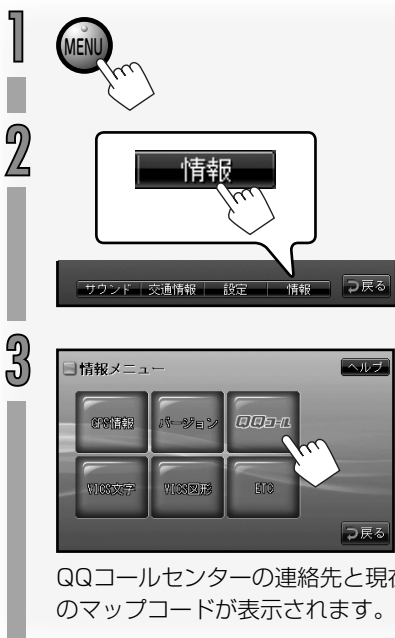 1
MENU
2
情報
サウンド 交通情報 設定 情報 戻る
3
情報メニュー ヘルプ
GPS情報 バージョン QQコール
VICS文字 VICS図形 ETC
戻る
QQコールセンターの連絡先と現在
のマップコードが表示されます。